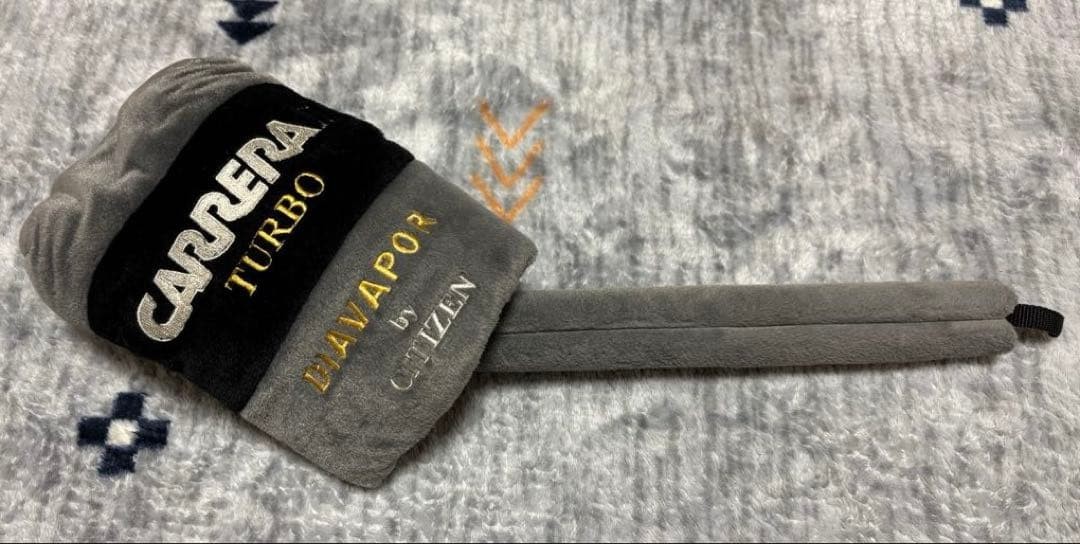 CARRERA
TURBO
DIAVAPOR
by
CITIZEN